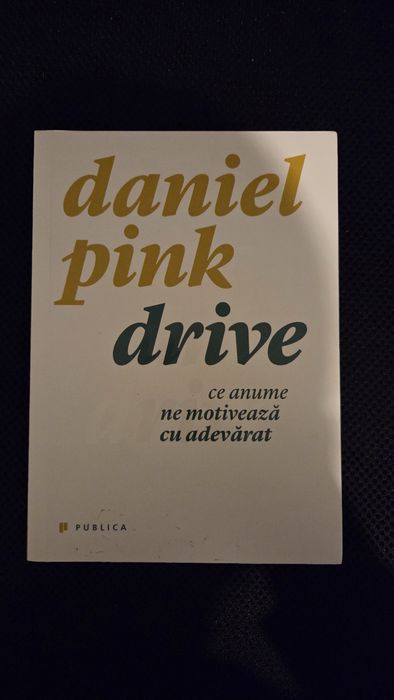 daniel
pink
drive
ce anume
ne motivează
cu adevărat
PUBLICA